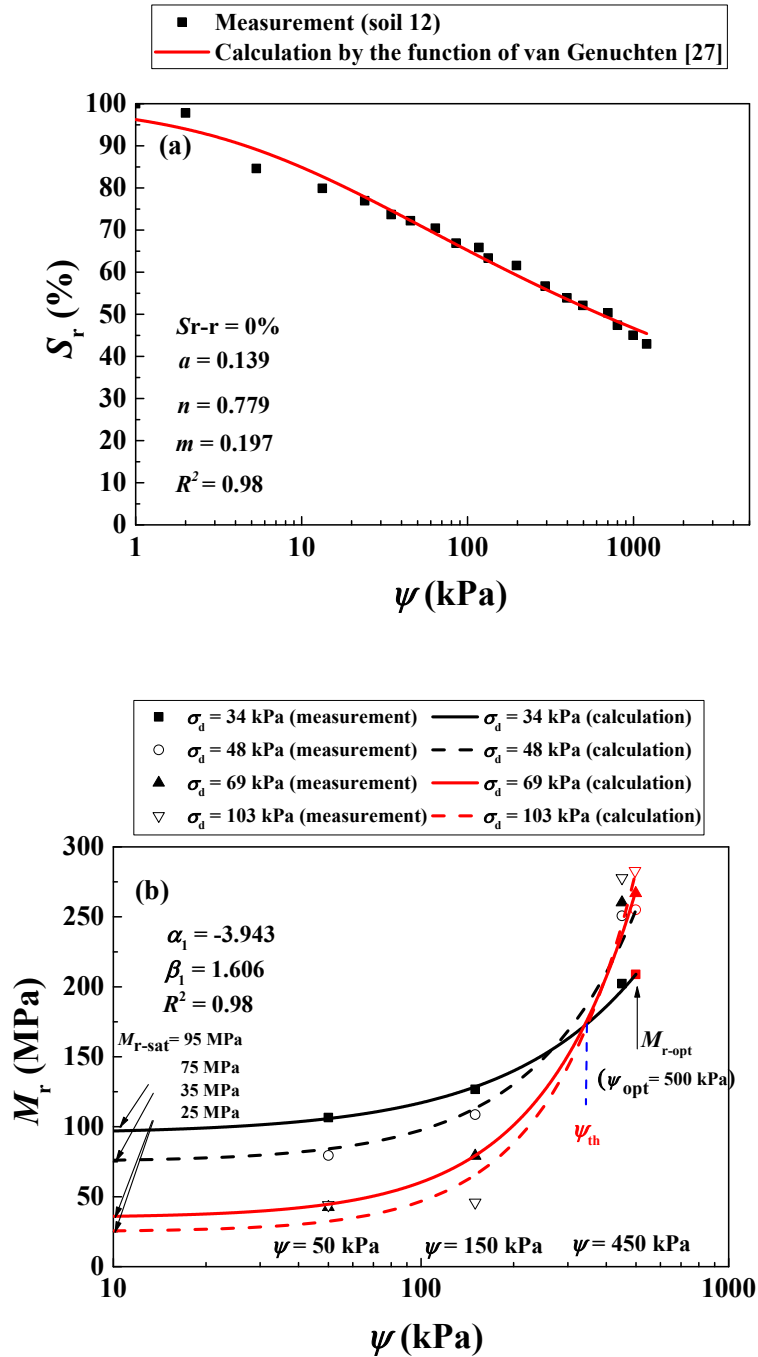 Measurement (soil 12)
Calculation by the function of van Genuchten [27]
100
90
80
70
60
50
40
30
20
10
0
(a)
Sr-r = 0%
a = 0.139
n = 0.779
m = 0.197
R² = 0.98
Sᵣ (%)
1 10 100 1000
ψ (kPa)
σd = 34 kPa (measurement) σd = 34 kPa (calculation)
σd = 48 kPa (measurement) σd = 48 kPa (calculation)
σd = 69 kPa (measurement) σd = 69 kPa (calculation)
σd = 103 kPa (measurement) σd = 103 kPa (calculation)
300
250
200
150
100
50
0
(b)
α₁ = -3.943
β₁ = 1.606
R² = 0.98
Mr-sat= 95 MPa
75 MPa
35 MPa
25 MPa
Mr-opt
(ψopt= 500 kPa)
ψth
ψ = 50 kPa ψ = 150 kPa ψ = 450 kPa
Mᵣ (MPa)
10 100 1000
ψ (kPa)